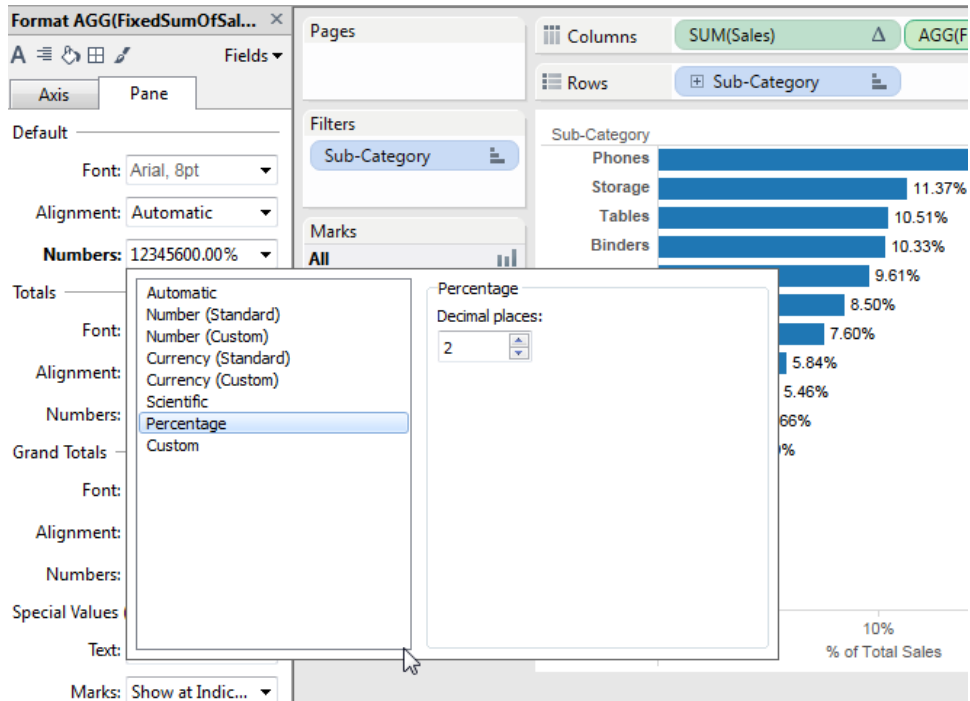 Format AGG(FixedSumOfSal... ×
Fields
Axis
Pane
Default
Font: Arial, 8pt
Alignment: Automatic
Numbers: 12345600.00%
Totals
Font:
Alignment:
Numbers:
Grand Totals
Font:
Alignment:
Numbers:
Special Values
Text:
Marks: Show at Indic...
Automatic
Number (Standard)
Number (Custom)
Currency (Standard)
Currency (Custom)
Scientific
Percentage
Custom
Percentage
Decimal places:
2
Pages
Filters
Sub-Category
Marks
All
Columns SUM(Sales) Δ AGG(F
Rows Sub-Category
Sub-Category
Phones
Storage 11.37%
Tables 10.51%
Binders 10.33%
9.61%
8.50%
7.60%
5.84%
5.46%
66%
%
10%
% of Total Sales